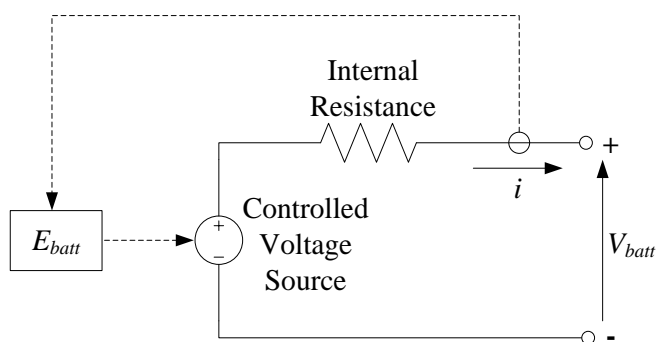 Internal
Resistance
+
i
E_batt
+
−
Controlled
Voltage
Source
V_batt
-